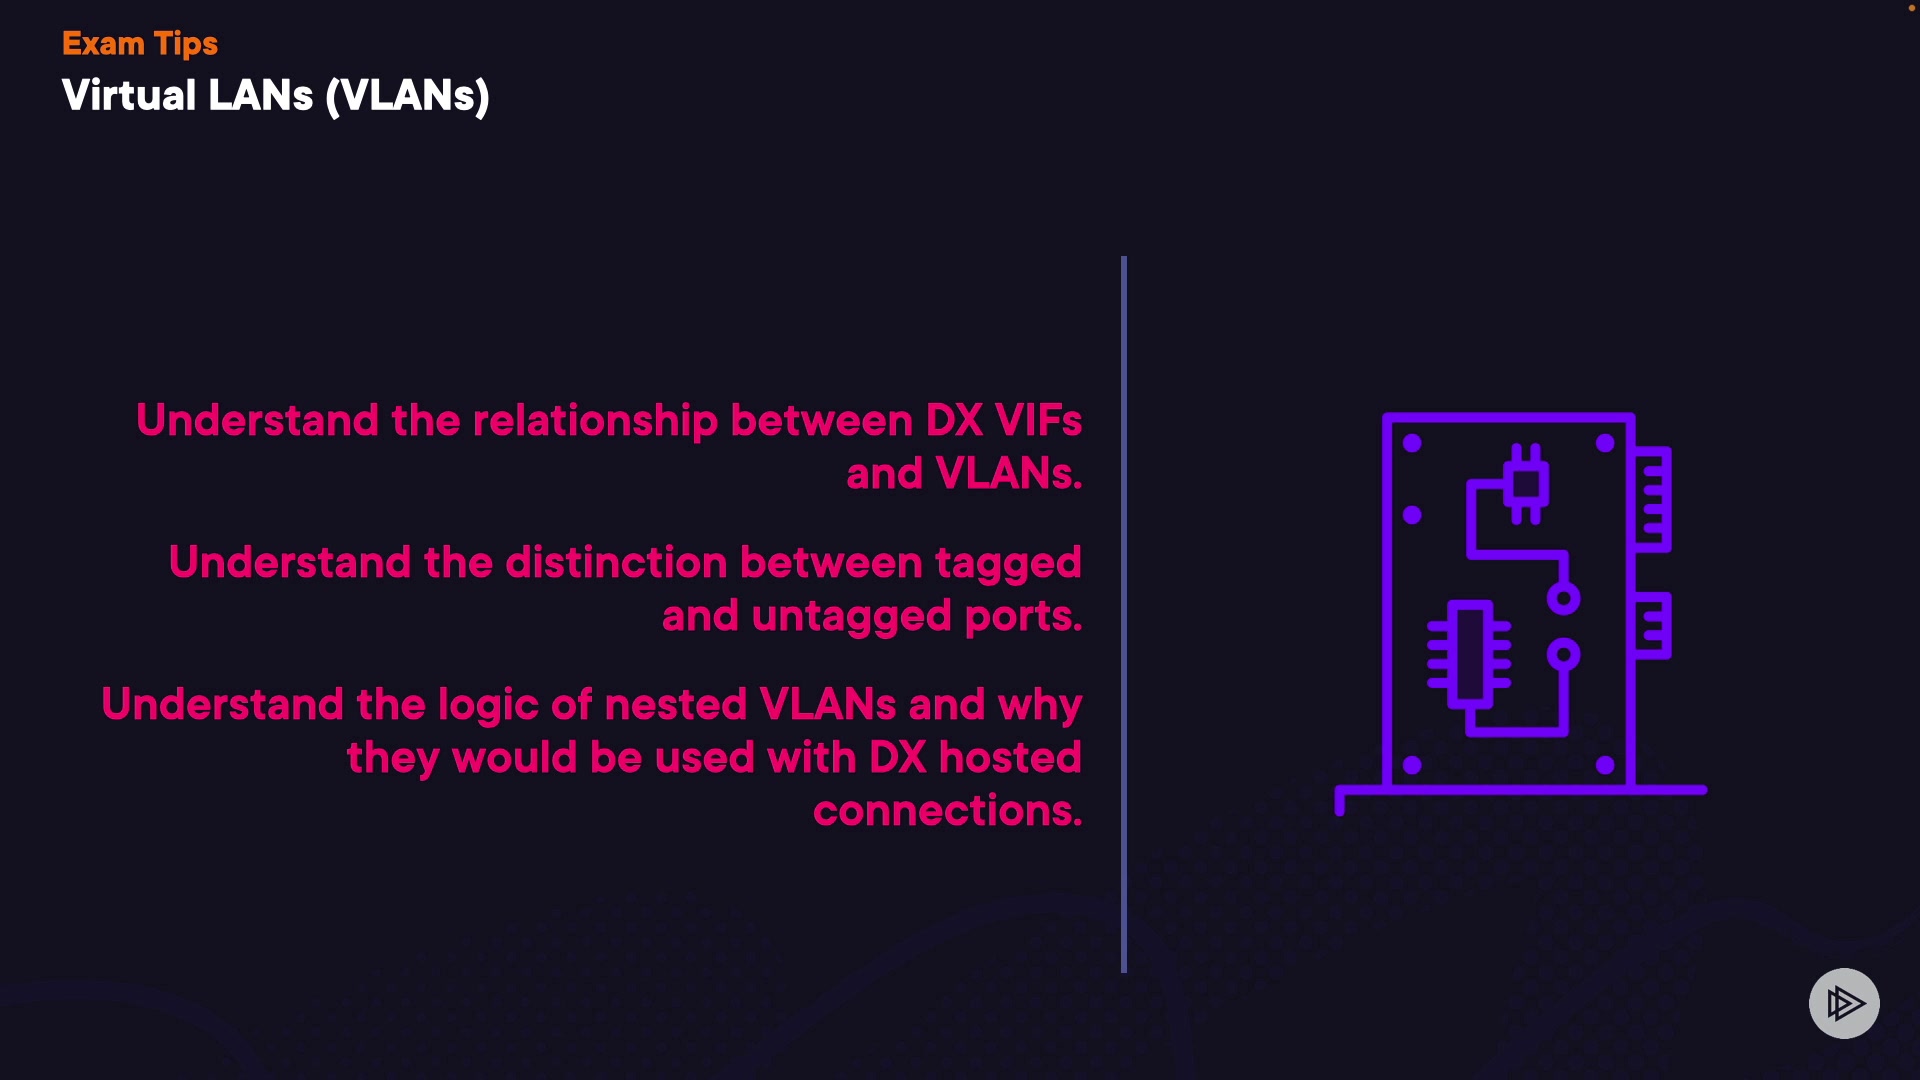 Exam Tips
Virtual LANs (VLANs)
Understand the relationship between DX VIFs
and VLANs.
Understand the distinction between tagged
and untagged ports.
Understand the logic of nested VLANs and why
they would be used with DX hosted
connections.